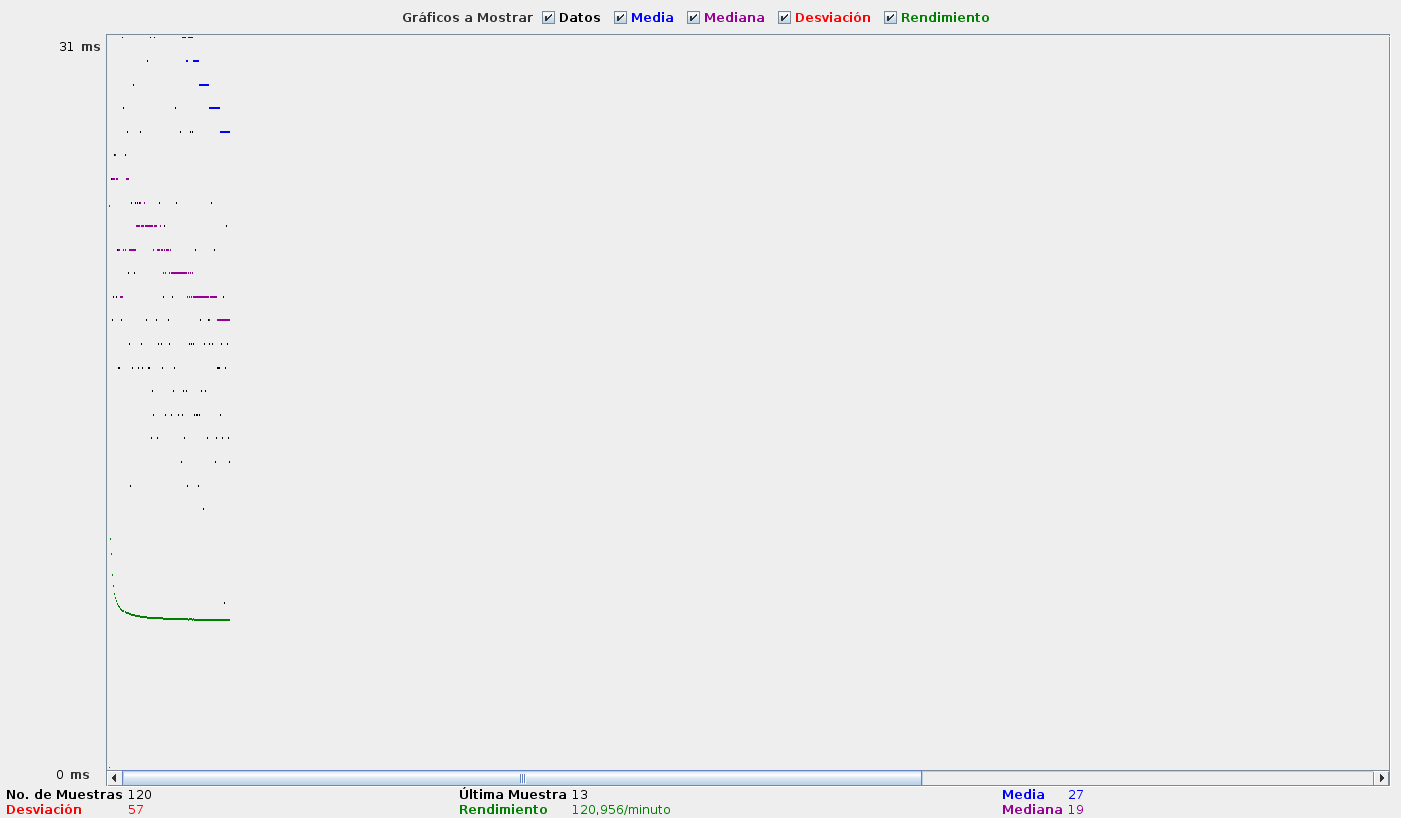 Gráficos a Mostrar Datos Media Mediana Desviación Rendimiento
31 ms
0 ms
No. de Muestras 120 Última Muestra 13 Media 27
Desviación 57 Rendimiento 120,956/minuto Mediana 19